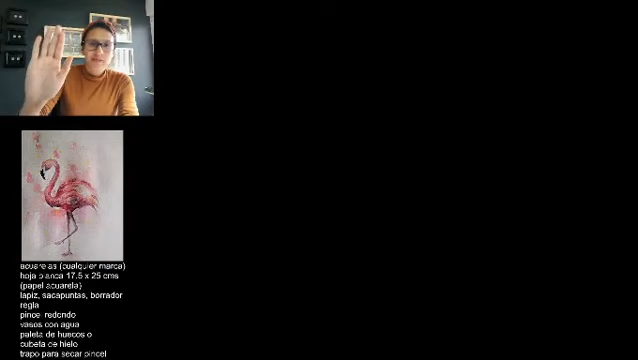 acuarelas (cualquier marca)
hoja blanca 17.5 x 25 cms
(papel acuarela)
lapiz, sacapuntas, borrador
regla
pincel redondo
vasos con agua
paleta de huecos o
cubeta de hielo
trapo para secar pincel